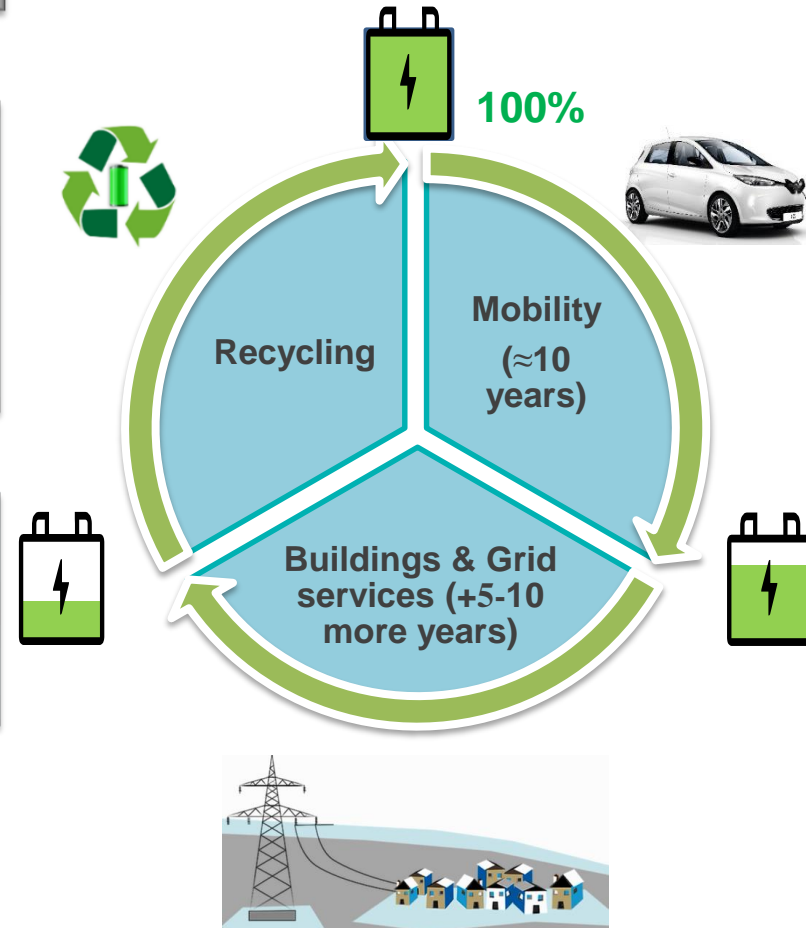 100%
Mobility
(≈10
years)
Recycling
Buildings & Grid
services (+5-10
more years)